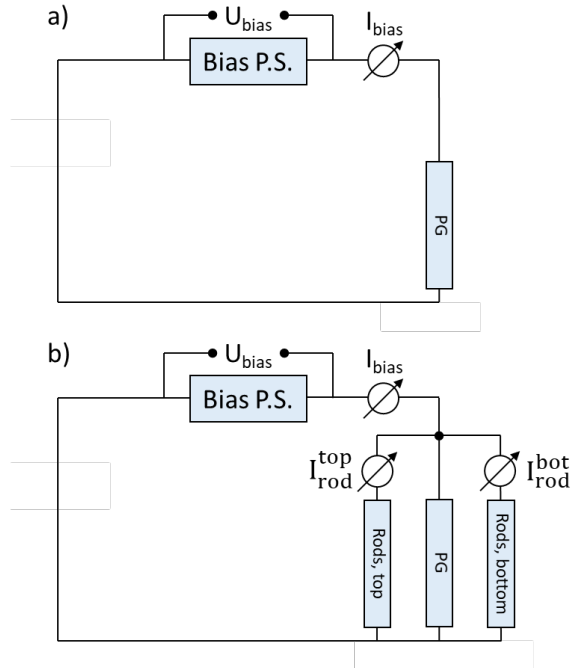 a)
U_bias
I_bias
Bias P.S.
PG
b)
U_bias
I_bias
Bias P.S.
I_rod^top
I_rod^bot
Rods, top
PG
Rods, bottom